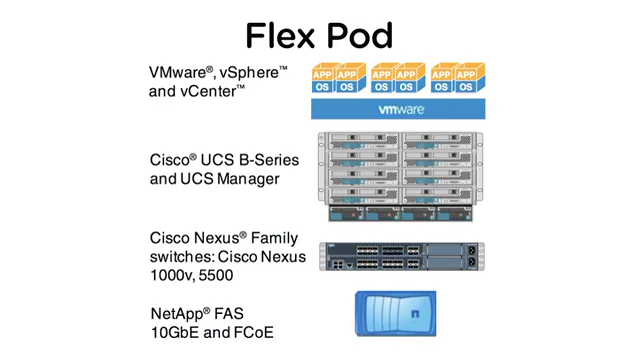 Flex Pod
VMware®, vSphere™
and vCenter™
APP APP APP APP APP APP
OS OS OS OS OS OS
vmware
Cisco® UCS B-Series
and UCS Manager
Cisco Nexus® Family
switches: Cisco Nexus
1000v, 5500
NetApp® FAS
10GbE and FCoE